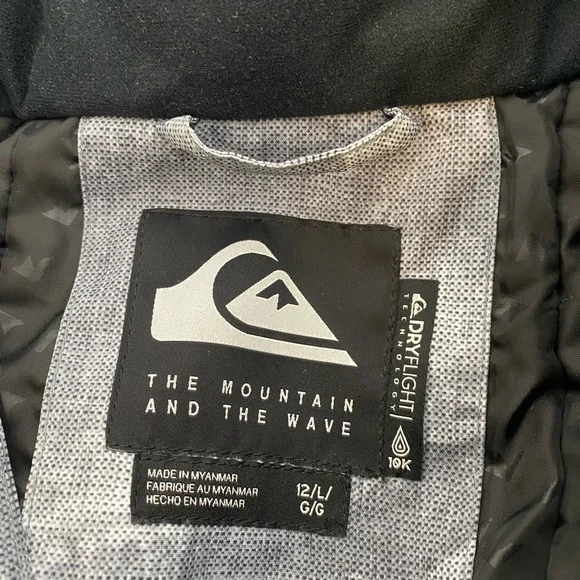 THE MOUNTAIN
AND THE WAVE
DRYFLIGHT
TECHNOLOGY
10K
MADE IN MYANMAR
FABRIQUE AU MYANMAR
HECHO EN MYANMAR
12/L/
G/G